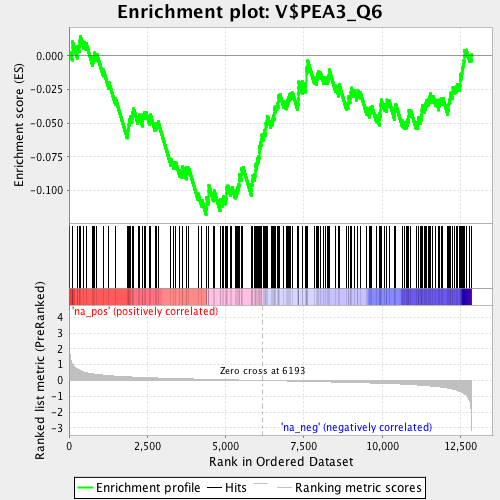 Enrichment plot: V$PEA3_Q6
Enrichment score (ES)
0.000
-0.025
-0.050
-0.075
-0.100
'na_pos' (positively correlated)
Ranked list metric (PreRanked)
4
3
2
1
0
-1
-2
-3
Zero cross at 6193
'na_neg' (negatively correlated)
0
2,500
5,000
7,500
10,000
12,500
Rank in Ordered Dataset
Enrichment profile
Hits
Ranking metric scores